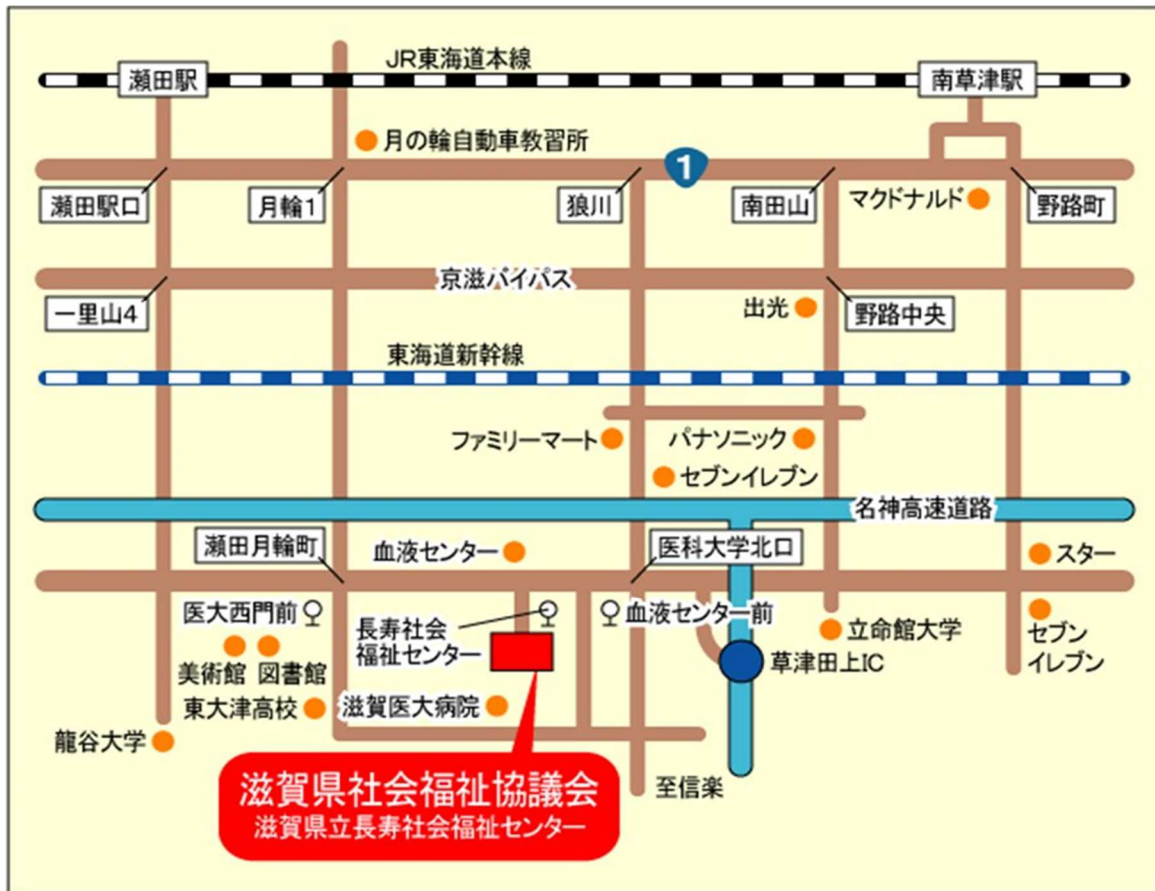 JR東海道本線
瀬田駅
南草津駅
月の輪自動車教習所
1
瀬田駅口
月輪1
狼川
南田山
マクドナルド
野路町
京滋バイパス
一里山4
出光
野路中央
東海道新幹線
ファミリーマート
パナソニック
セブンイレブン
名神高速道路
瀬田月輪町
血液センター
医科大学北口
スター
医大西門前
長寿社会
福祉センター
血液センター前
立命館大学
セブン
イレブン
美術館
図書館
草津田上IC
東大津高校
滋賀医大病院
龍谷大学
至信楽
滋賀県社会福祉協議会
滋賀県立長寿社会福祉センター